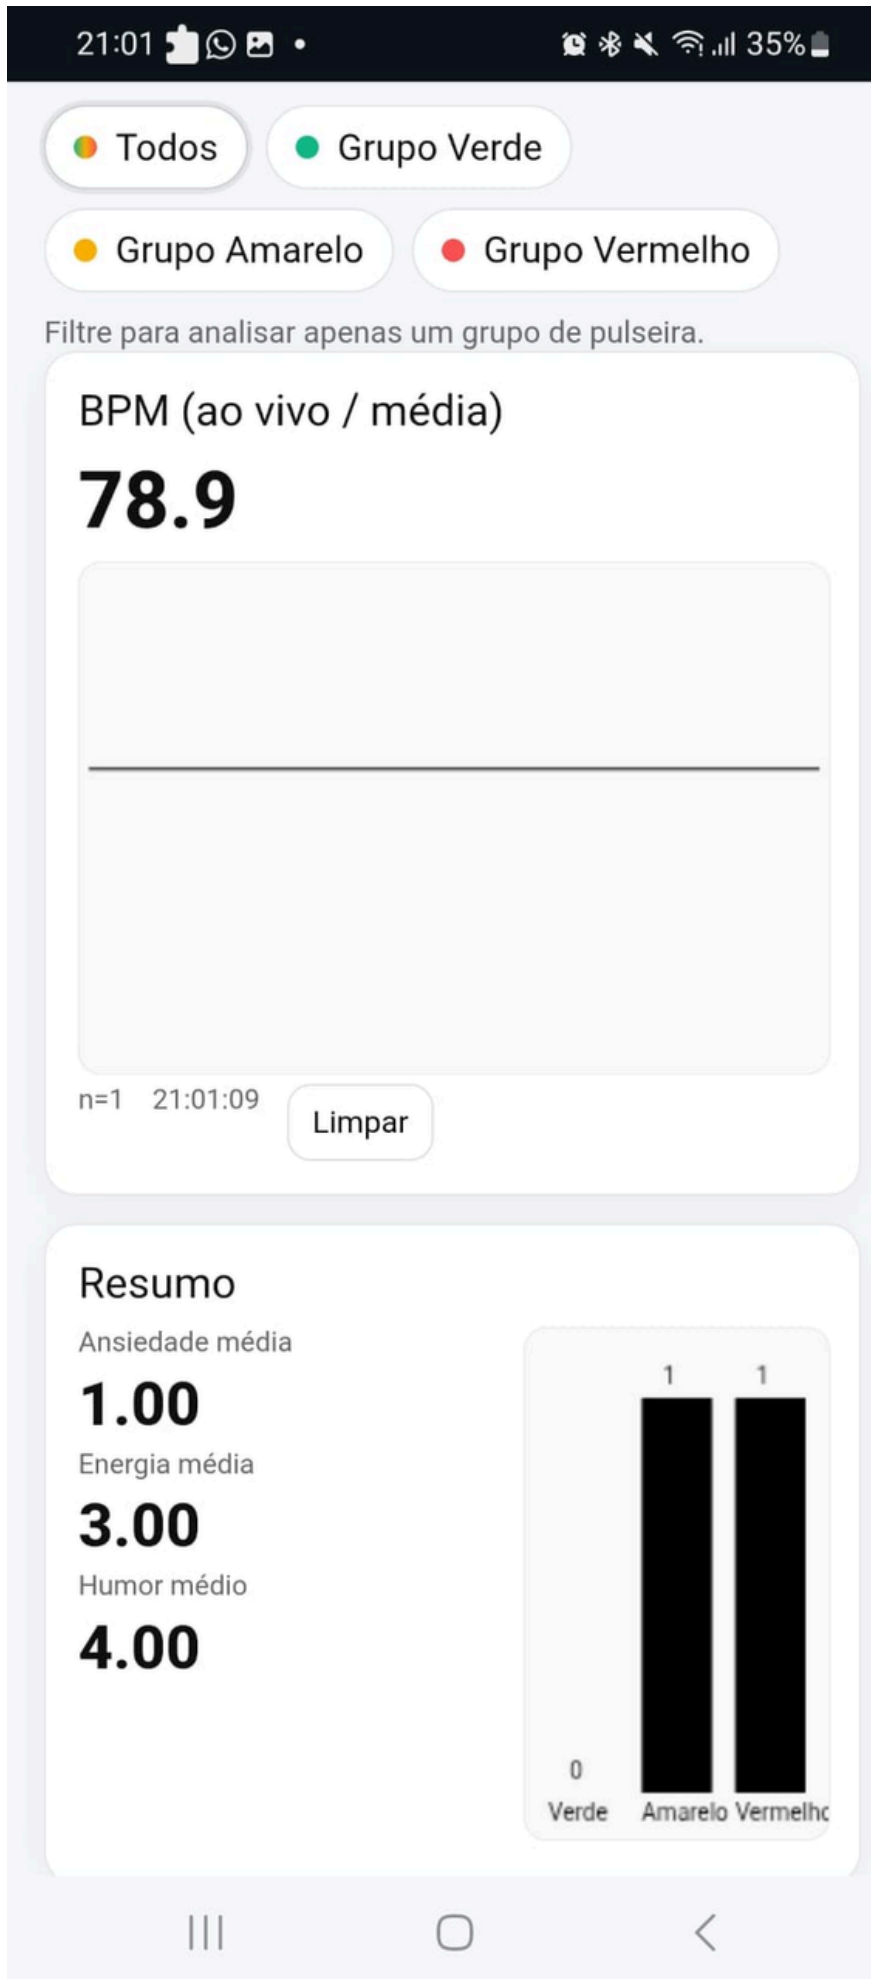 21:01 35%
Todos Grupo Verde
Grupo Amarelo Grupo Vermelho
Filtre para analisar apenas um grupo de pulseira.
BPM (ao vivo / média)
78.9
n=1 21:01:09 Limpar
Resumo
Ansiedade média
1.00
Energia média
3.00
Humor médio
4.00
1 1
0
Verde Amarelo Vermelho